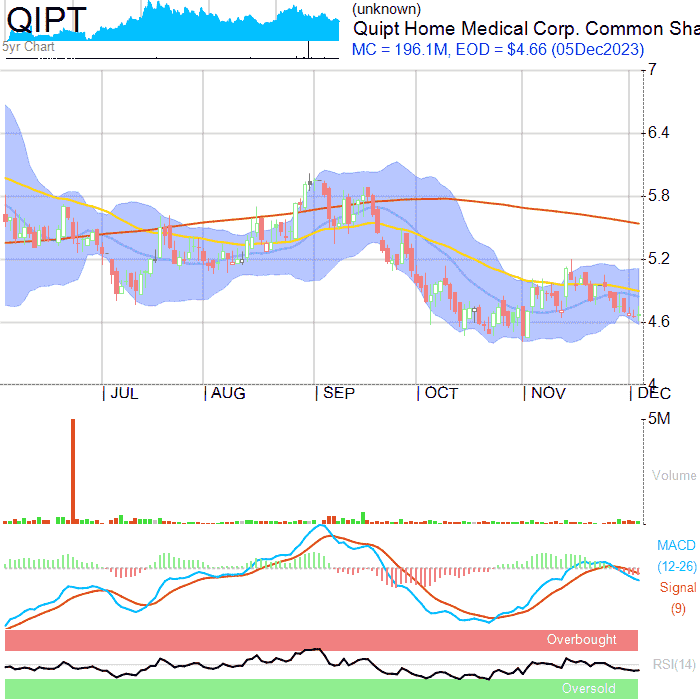 QIPT
5yr Chart
(unknown)
Quipt Home Medical Corp. Common Sha
MC = 196.1M, EOD = $4.66 (05Dec2023)
7
6.4
5.8
5.2
4.6
4
JUL AUG SEP OCT NOV DEC
5M
Volume
MACD
(12-26)
Signal
(9)
Overbought
RSI(14)
Oversold